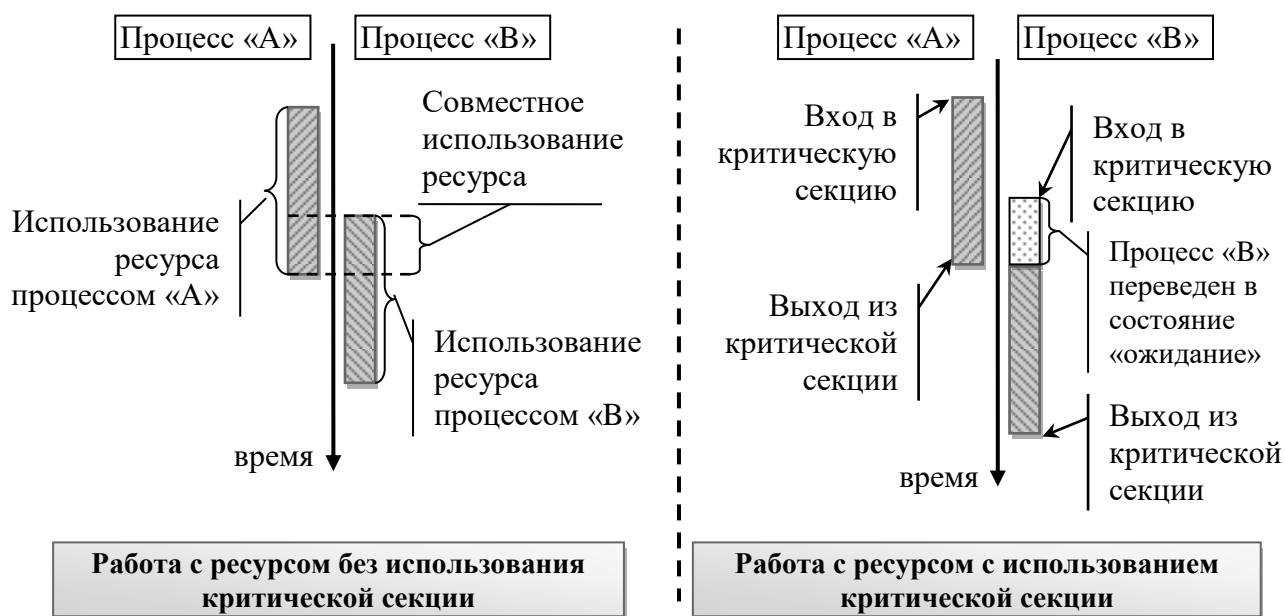 Процесс «А»
Процесс «В»
Совместное
использование
ресурса
Использование
ресурса
процессом «А»
Использование
ресурса
процессом «В»
время
Работа с ресурсом без использования
критической секции
Процесс «А»
Процесс «В»
Вход в
критическую
секцию
Вход в
критическую
секцию
Процесс «В»
переведен в
состояние
«ожидание»
Выход из
критической
секции
Выход из
критической
секции
время
Работа с ресурсом с использованием
критической секции